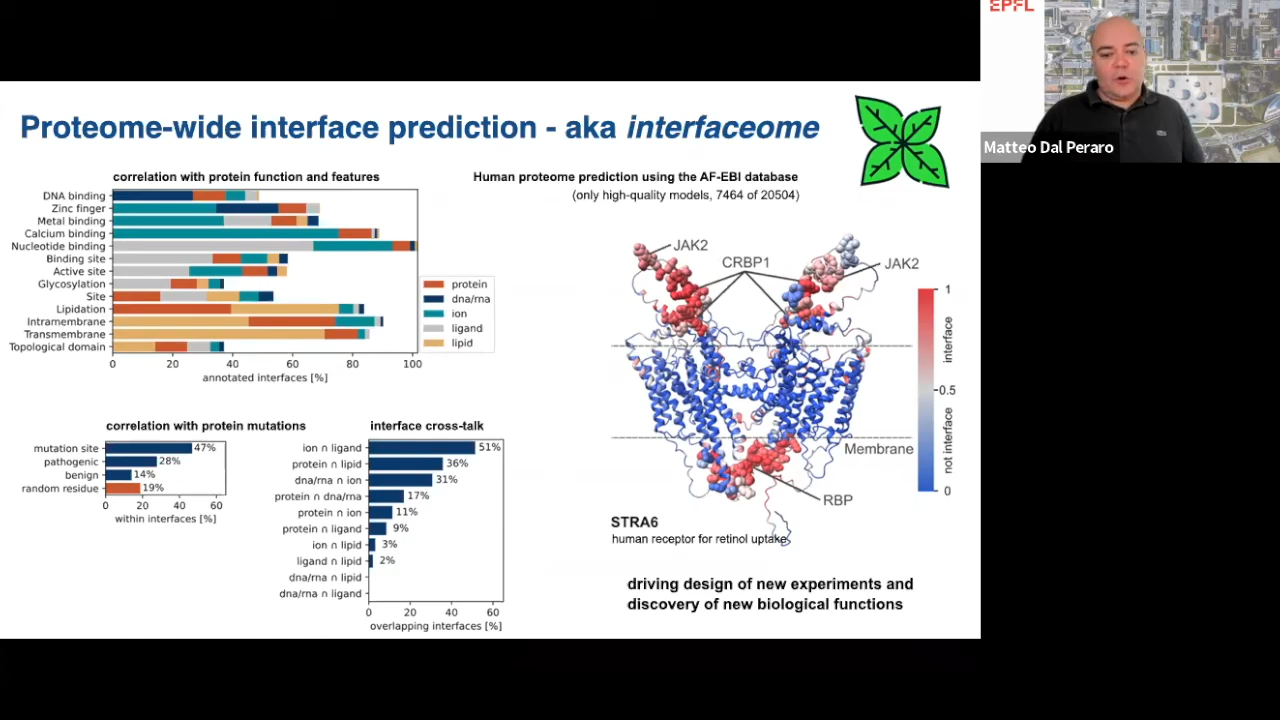 EPFL
Matteo Dal Peraro
Proteome-wide interface prediction - aka interfaceome
correlation with protein function and features
DNA binding
Zinc finger
Metal binding
Calcium binding
Nucleotide binding
Binding site
Active site
Glycosylation
Site
Lipidation
Intramembrane
Transmembrane
Topological domain
0 20 40 60 80 100
annotated interfaces [%]
protein
dna/rna
ion
ligand
lipid
correlation with protein mutations
mutation site 47%
pathogenic 28%
benign 14%
random residue 19%
0 20 40 60
within interfaces [%]
interface cross-talk
ion ∩ ligand 51%
protein ∩ lipid 36%
dna/rna ∩ ion 31%
protein ∩ dna/rna 17%
protein ∩ ion 11%
protein ∩ ligand 9%
ion ∩ lipid 3%
ligand ∩ lipid 2%
dna/rna ∩ lipid
dna/rna ∩ ligand
0 20 40 60
overlapping interfaces [%]
Human proteome prediction using the AF-EBI database
(only high-quality models, 7464 of 20504)
JAK2
CRBP1
JAK2
1
interface
0.5
not interface
0
Membrane
RBP
STRA6
human receptor for retinol uptake
driving design of new experiments and
discovery of new biological functions